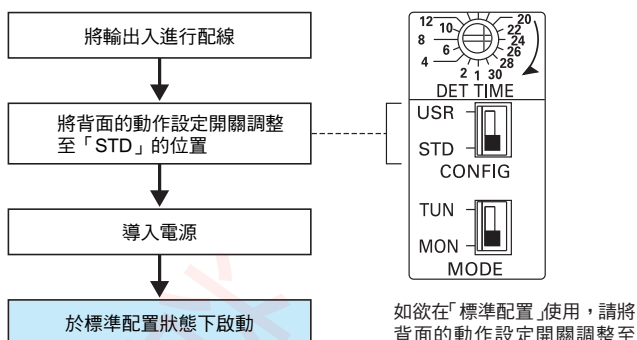 將輸出入進行配線
將背面的動作設定開關調整
至「STD」的位置
導入電源
於標準配置狀態下啟動
12
10
8
6
4
2
1
30
28
26
24
22
20
DET TIME
USR
STD
CONFIG
TUN
MON
MODE
如欲在「標準配置」使用，請將
背面的動作設定開關調整至